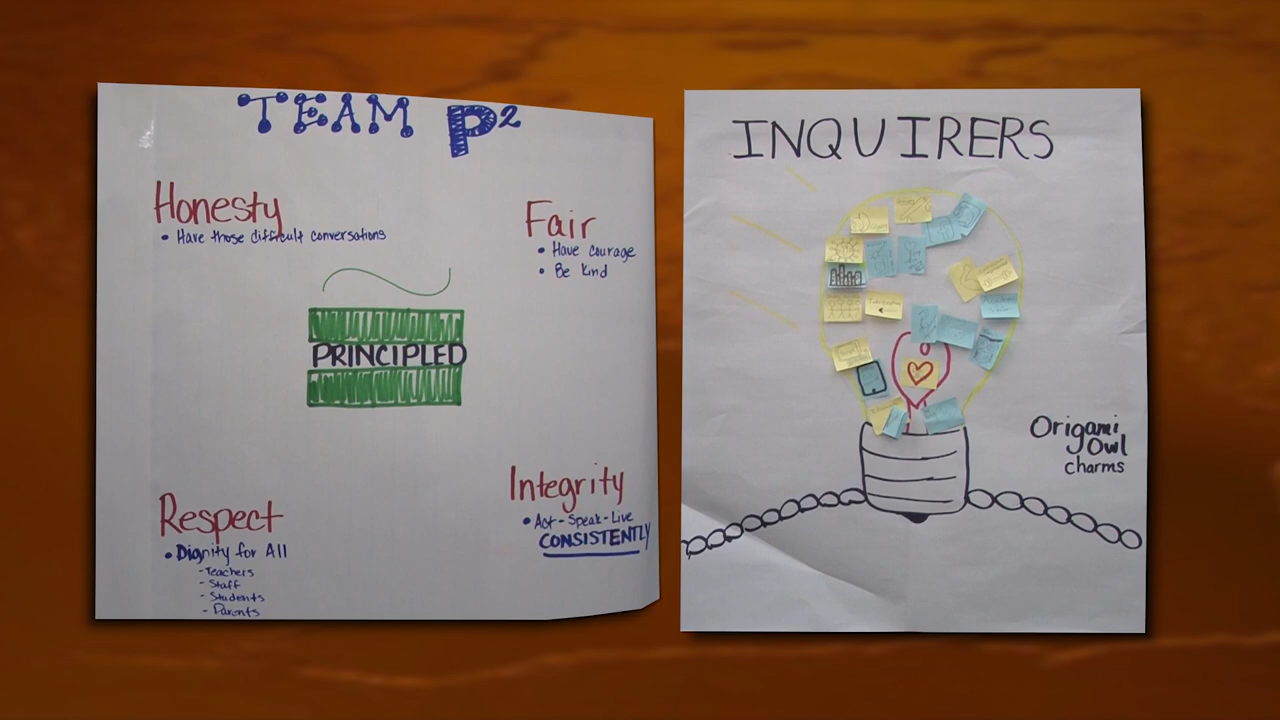 TEAM P²
Honesty
• Have those difficult conversations
Fair
• Have courage
• Be kind
PRINCIPLED
Respect
• Dignity for All
- Teachers
- Staff
- Students
- Parents
Integrity
• Act - Speak - Live
CONSISTENTLY
INQUIRERS
Origami
Owl
charms